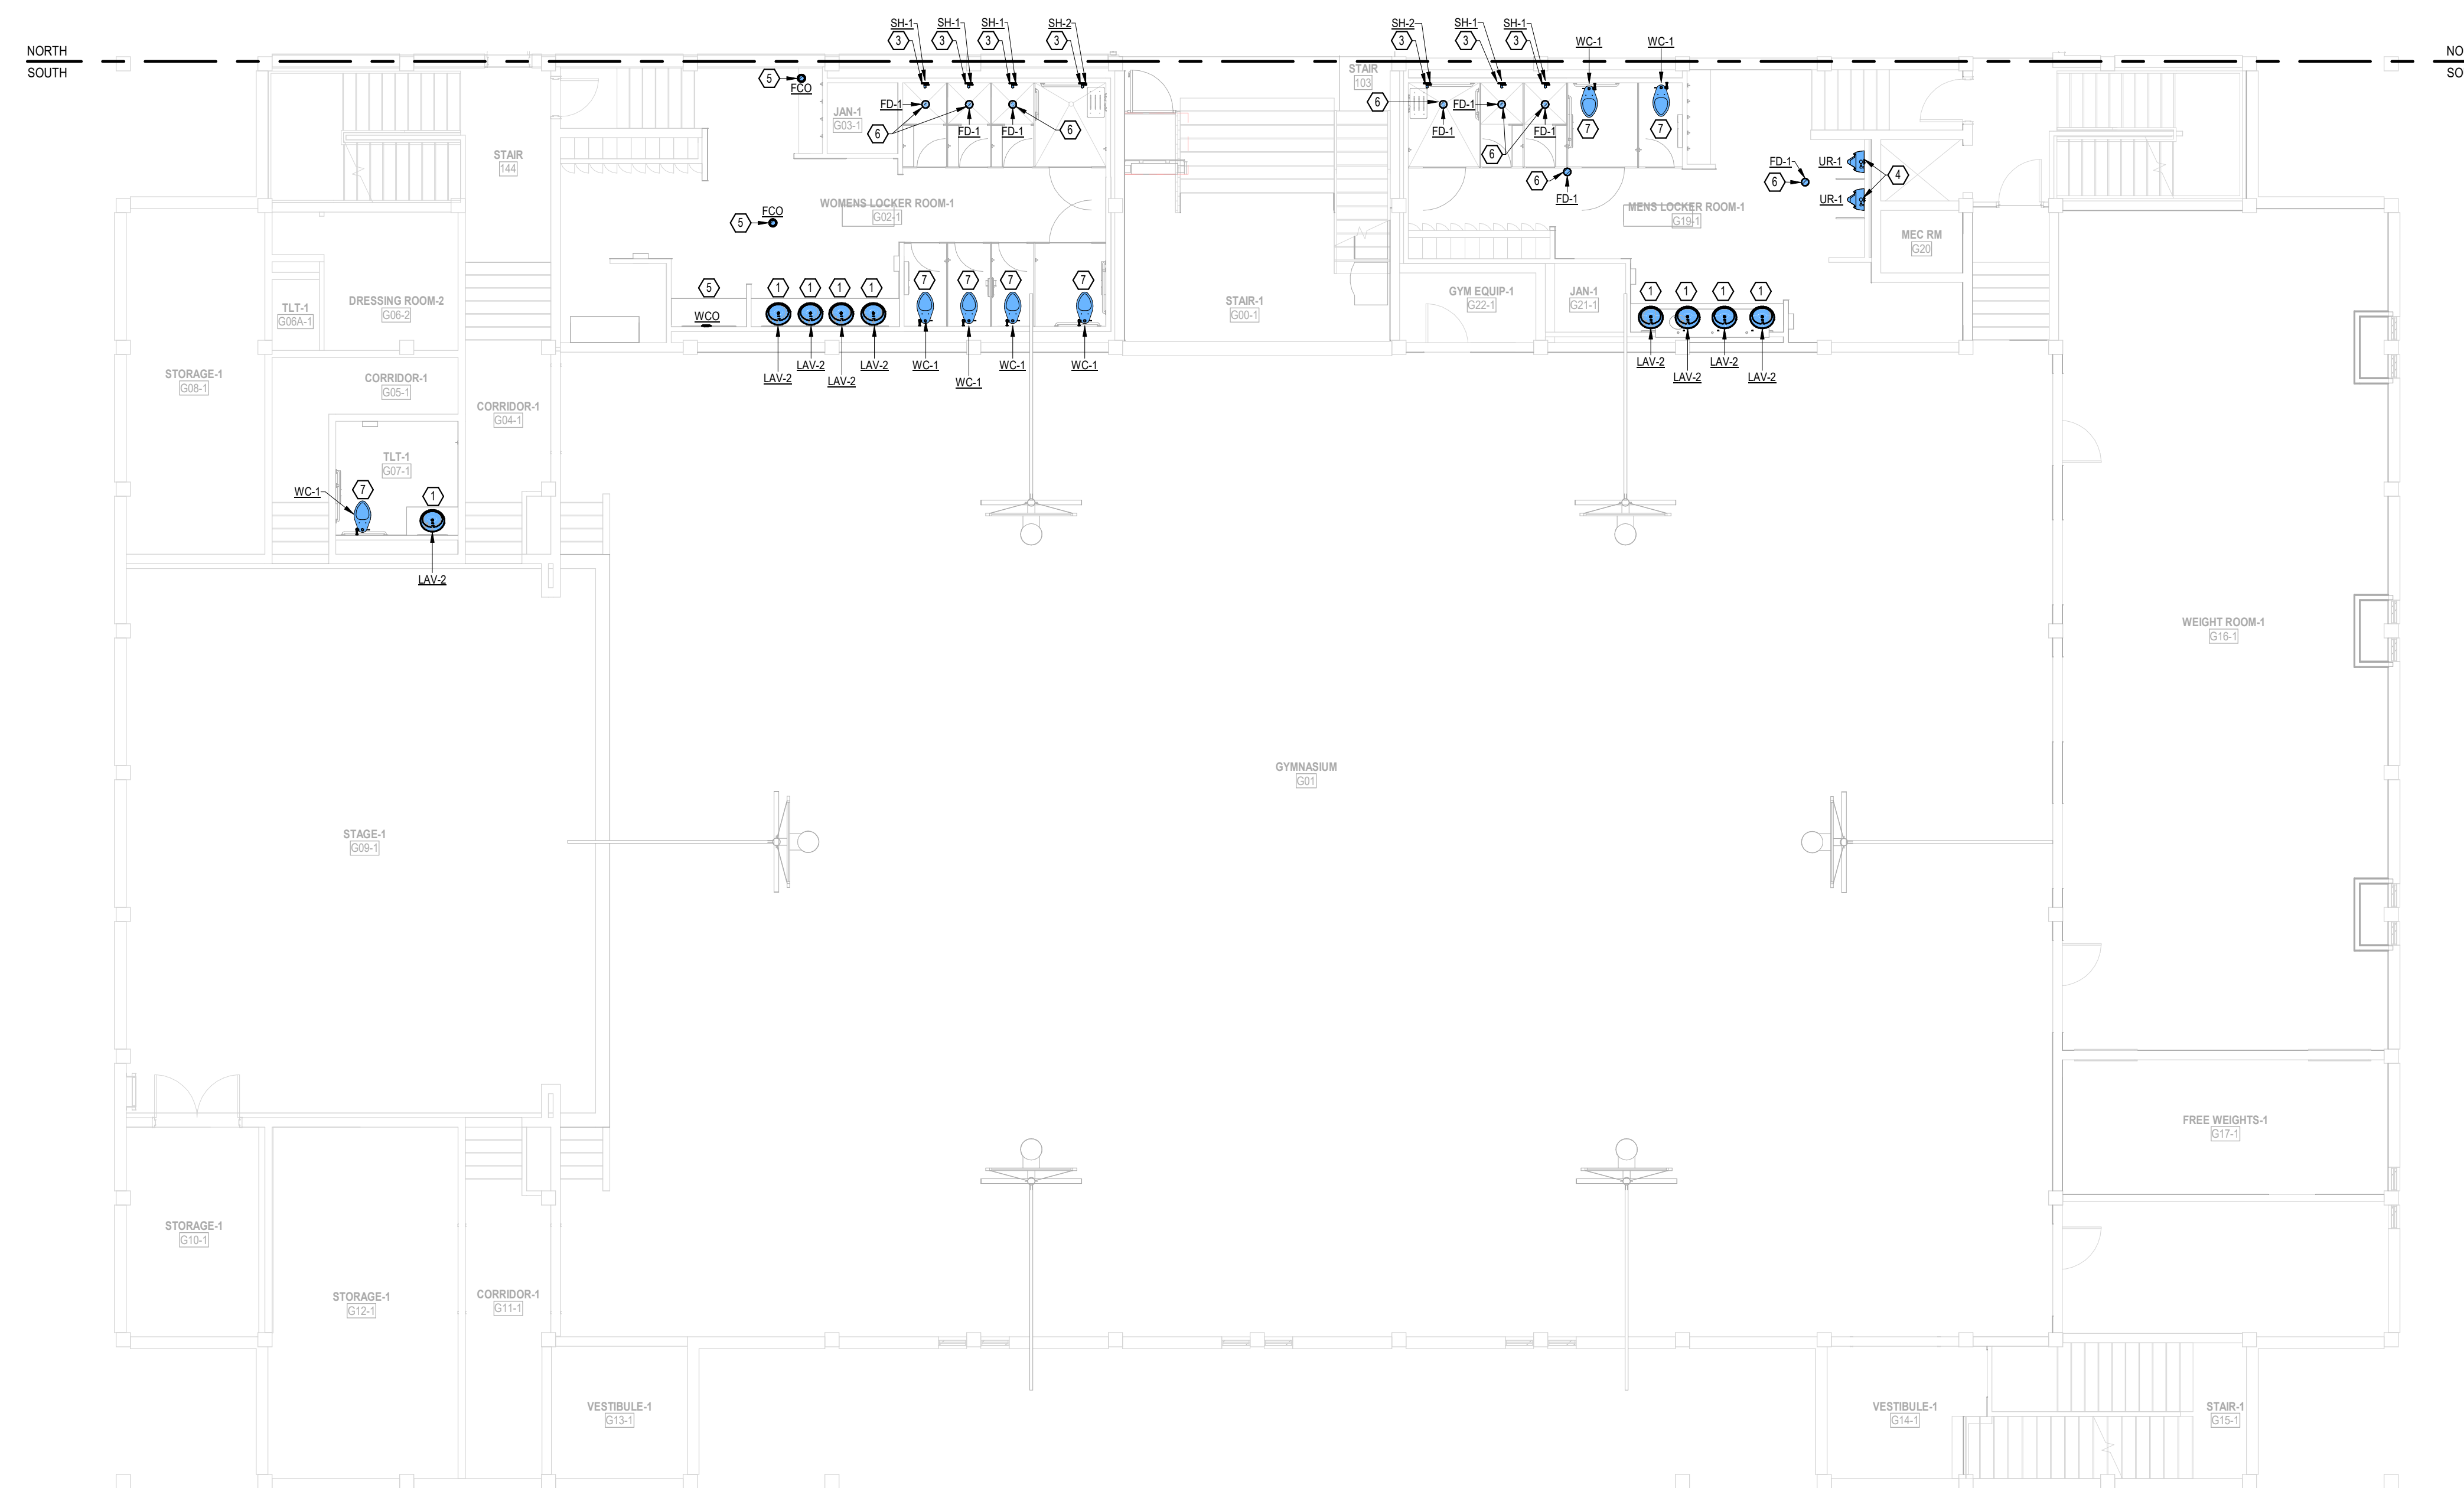 SH-1 SH-1 SH-1 SH-2 SH-2 SH-1 SH-1
3 3 3 3 3 3 3
WC-1 WC-1
NORTH NO
SOUTH SO
STAIR
103
5
FCO
FD-1 6 FD-1
JAN-1
G03-1
6 FD-1 FD-1 6 FD-1 FD-1 7 7
6
STAIR
144
FD-1 UR-1
6 4
6
FD-1
UR-1
WOMENS LOCKER ROOM-1
G02-1
MENS LOCKER ROOM-1
G19-1
FCO
5
MEC RM
G20
7 7 7 7
5 1 1 1 1
1 1 1 1
DRESSING ROOM-2
G06-2
TLT-1
G06A-1
STAIR-1
G00-1
GYM EQUIP-1
G22-1
JAN-1
G21-1
WCO
LAV-2 LAV-2 LAV-2 LAV-2 WC-1 WC-1 WC-1 WC-1
LAV-2 LAV-2 LAV-2 LAV-2
STORAGE-1
G08-1
CORRIDOR-1
G05-1
CORRIDOR-1
G04-1
TLT-1
G07-1
WC-1 7 1
LAV-2
WEIGHT ROOM-1
G16-1
GYMNASIUM
G01
STAGE-1
G09-1
FREE WEIGHTS-1
G17-1
STORAGE-1
G10-1
STORAGE-1
G12-1
CORRIDOR-1
G11-1
VESTIBULE-1
G13-1
VESTIBULE-1
G14-1
STAIR-1
G15-1